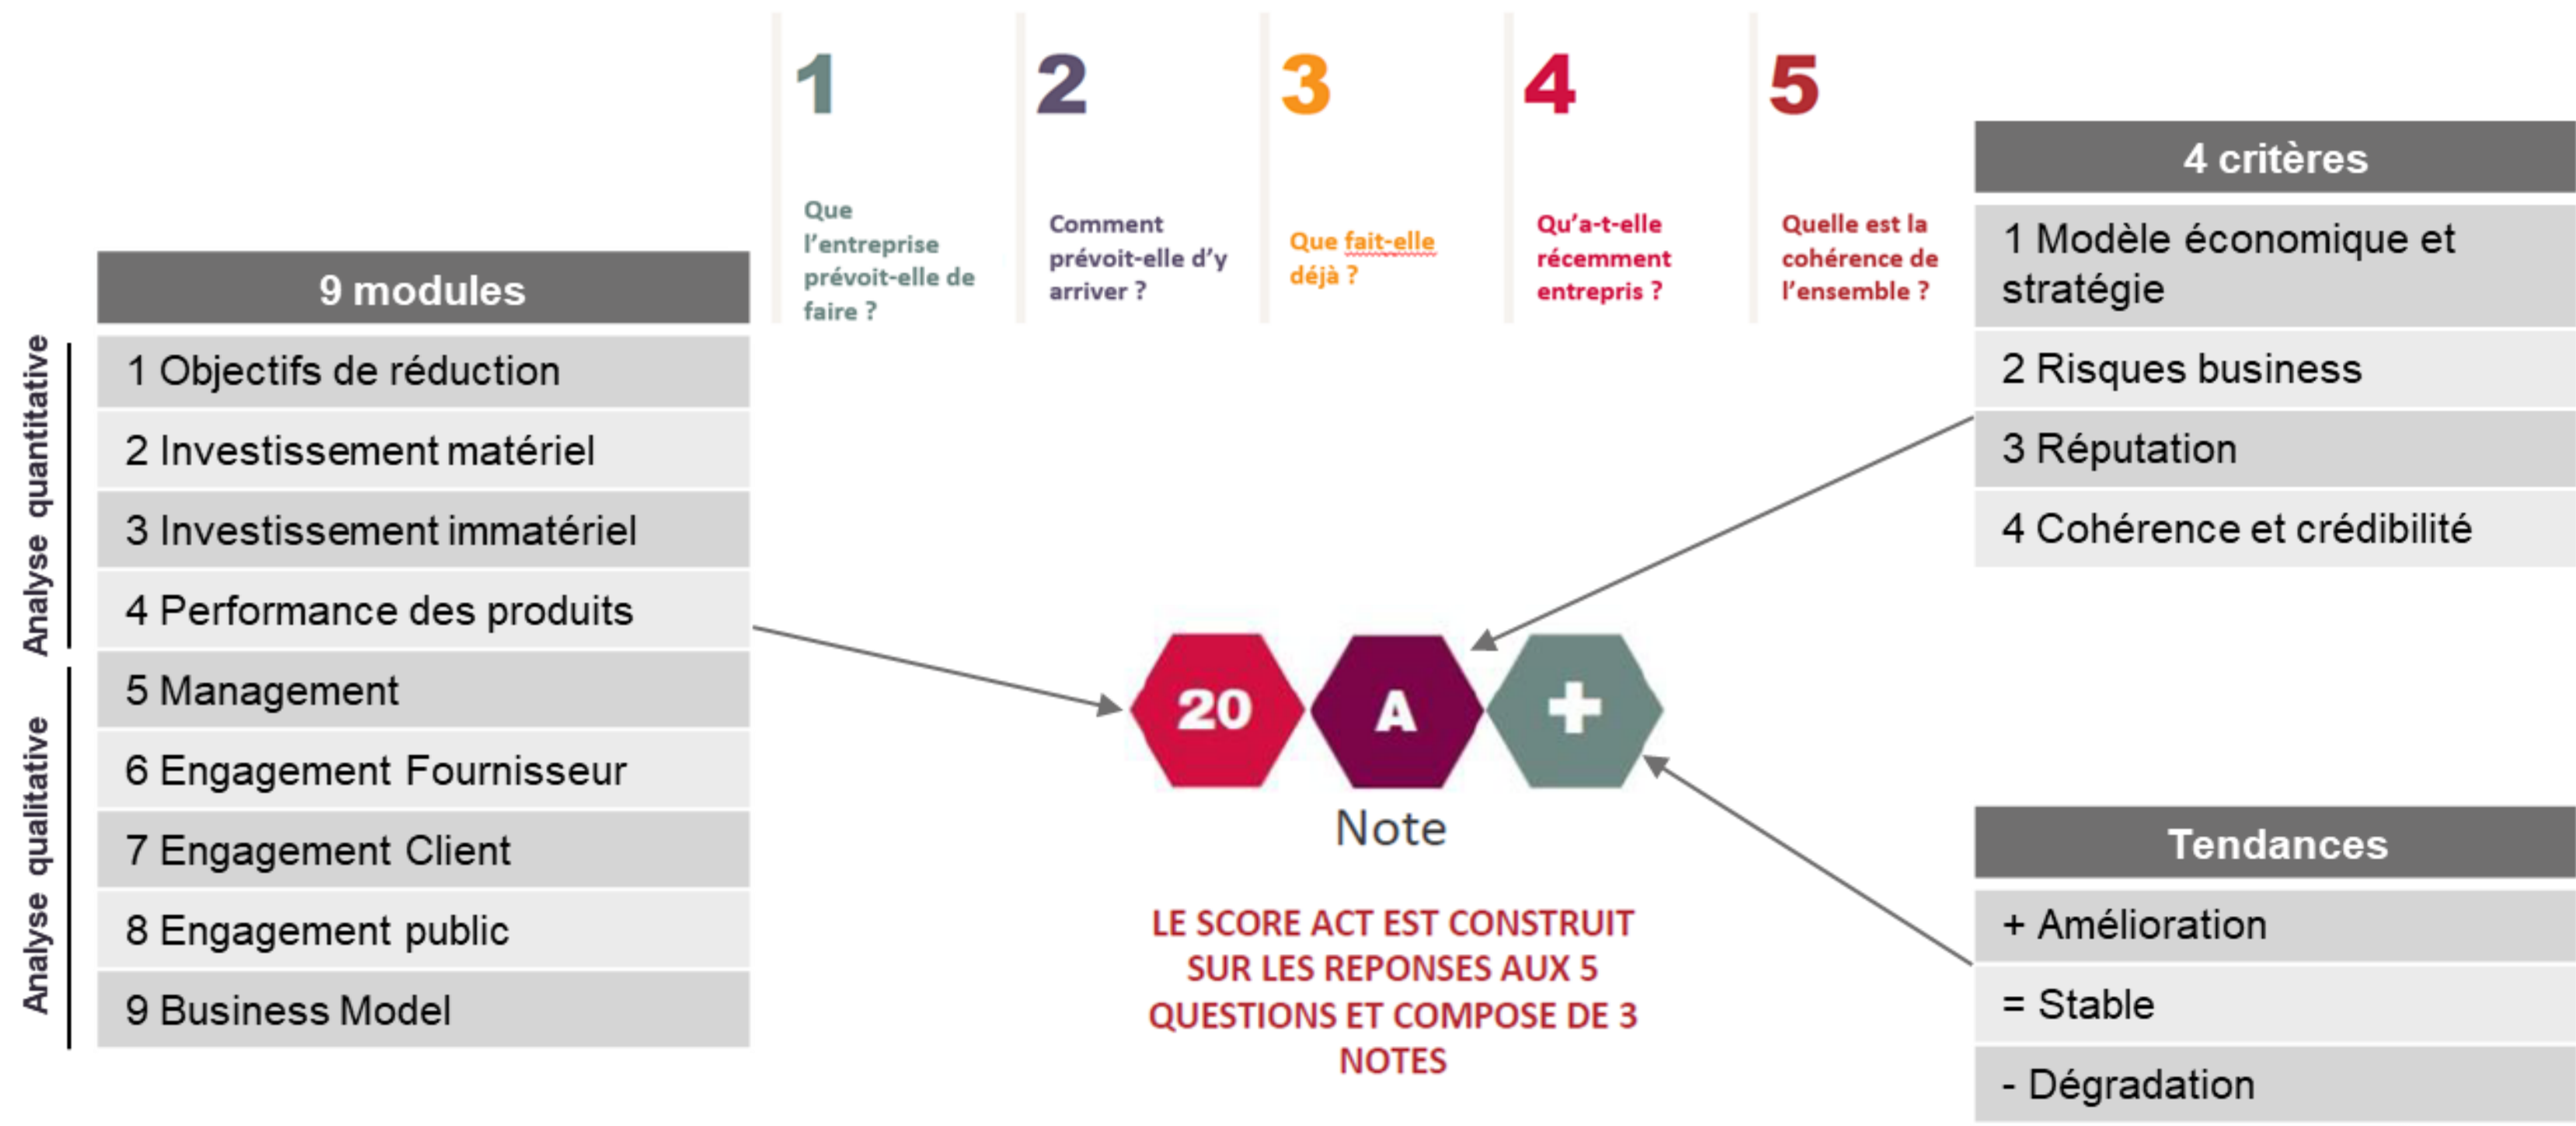 1
2
3
4
5
Que
l'entreprise
prévoit-elle de
faire ?
Comment
prévoit-elle d'y
arriver ?
Que fait-elle
déjà ?
Qu'a-t-elle
récemment
entrepris ?
Quelle est la
cohérence de
l'ensemble ?
9 modules
Analyse quantitative
1 Objectifs de réduction
2 Investissement matériel
3 Investissement immatériel
4 Performance des produits
Analyse qualitative
5 Management
6 Engagement Fournisseur
7 Engagement Client
8 Engagement public
9 Business Model
4 critères
1 Modèle économique et
stratégie
2 Risques business
3 Réputation
4 Cohérence et crédibilité
20
A
+
Note
LE SCORE ACT EST CONSTRUIT
SUR LES REPONSES AUX 5
QUESTIONS ET COMPOSE DE 3
NOTES
Tendances
+ Amélioration
= Stable
- Dégradation